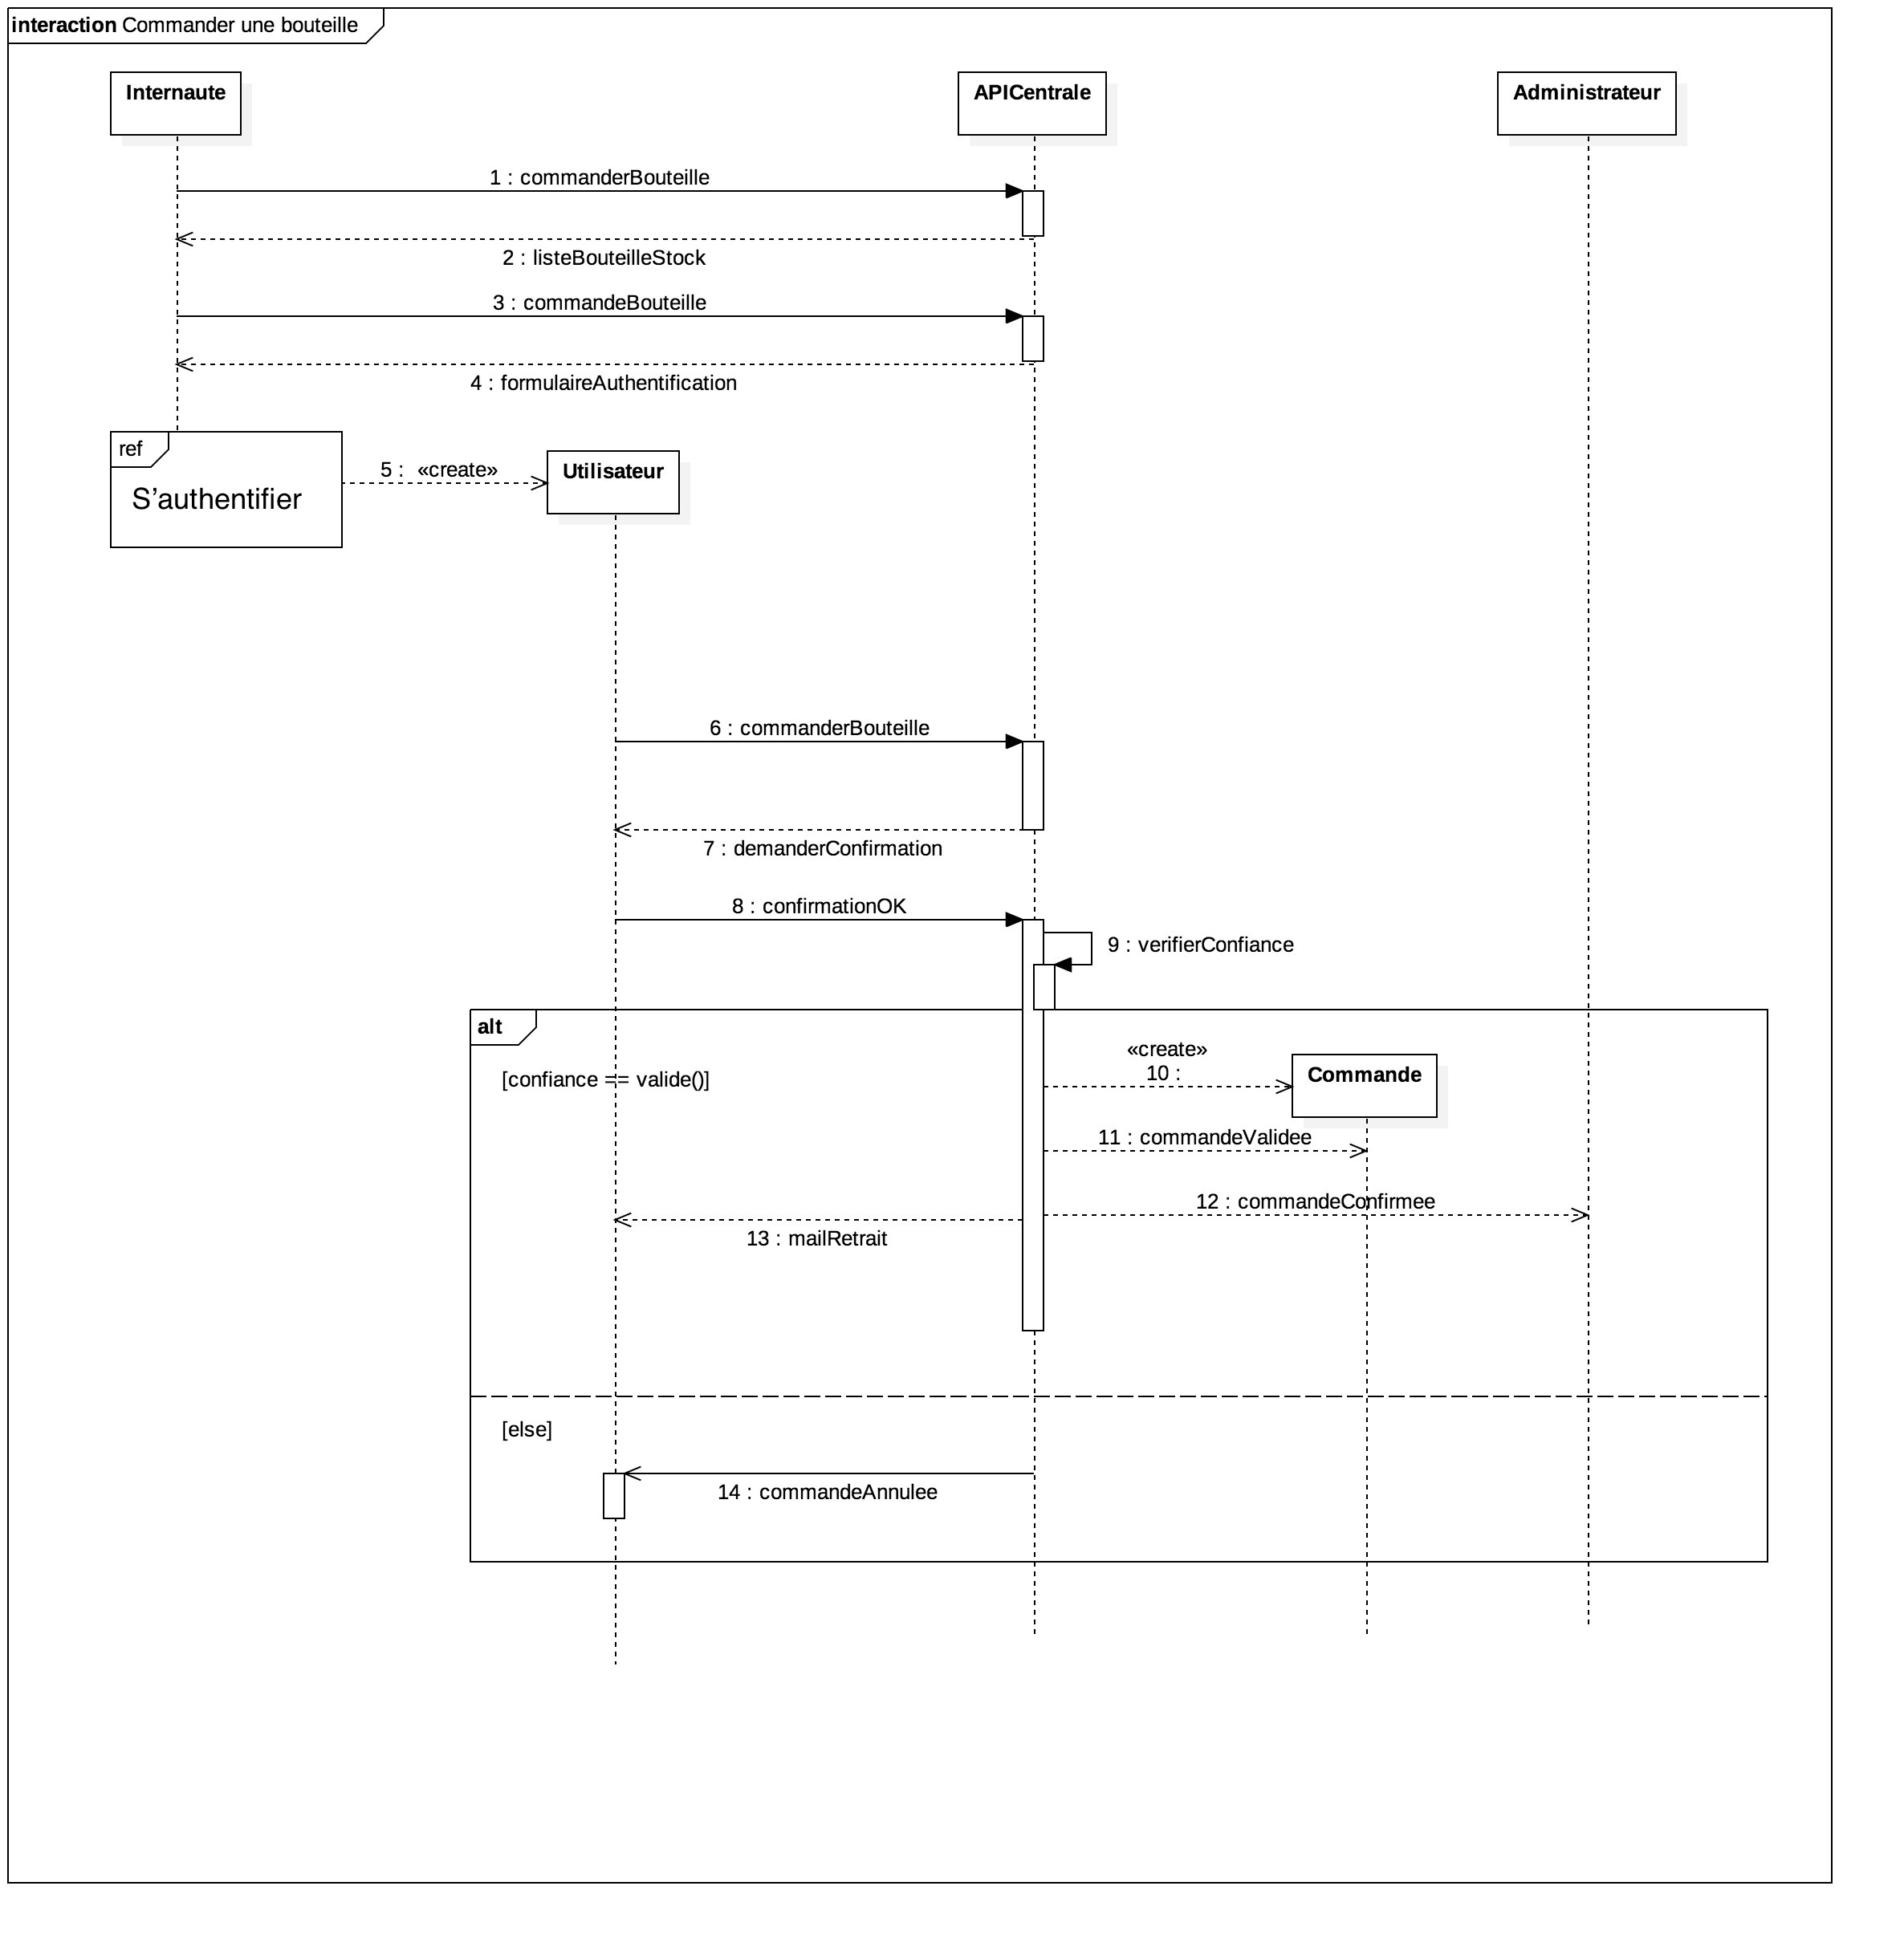 interaction Commander une bouteille
Internaute
APICentrale
Administrateur
1 : commanderBouteille
2 : listeBouteilleStock
3 : commandeBouteille
4 : formulaireAuthentification
ref
S’authentifier
5 : «create»
Utilisateur
6 : commanderBouteille
7 : demanderConfirmation
8 : confirmationOK
9 : verifierConfiance
alt
[confiance == valide()]
«create»
10 :
Commande
11 : commandeValidee
12 : commandeConfirmee
13 : mailRetrait
[else]
14 : commandeAnnulee